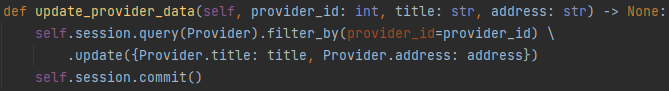 def update_provider_data(self, provider_id: int, title: str, address: str) -> None:
    self.session.query(Provider).filter_by(provider_id=provider_id) \
        .update({Provider.title: title, Provider.address: address})
    self.session.commit()